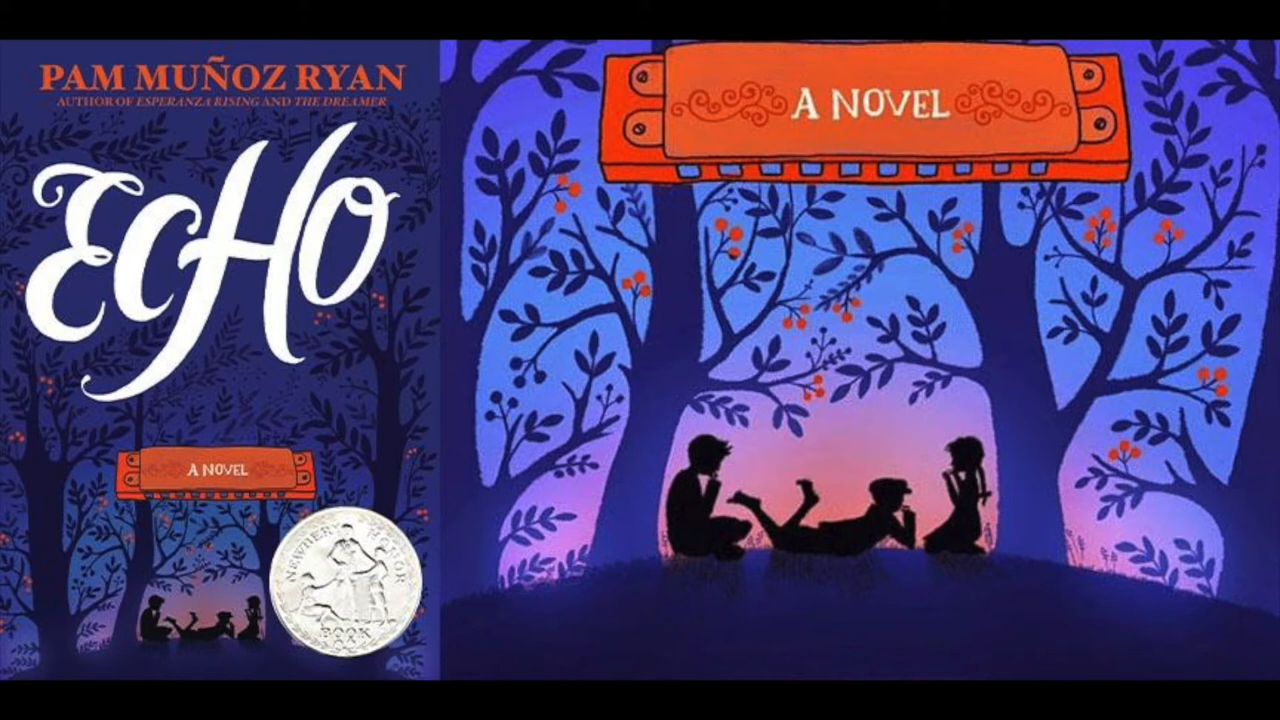 PAM MUÑOZ RYAN
AUTHOR OF ESPERANZA RISING AND THE DREAMER
ECHO
A NOVEL
NEWBERY HONOR
BOOK
A NOVEL